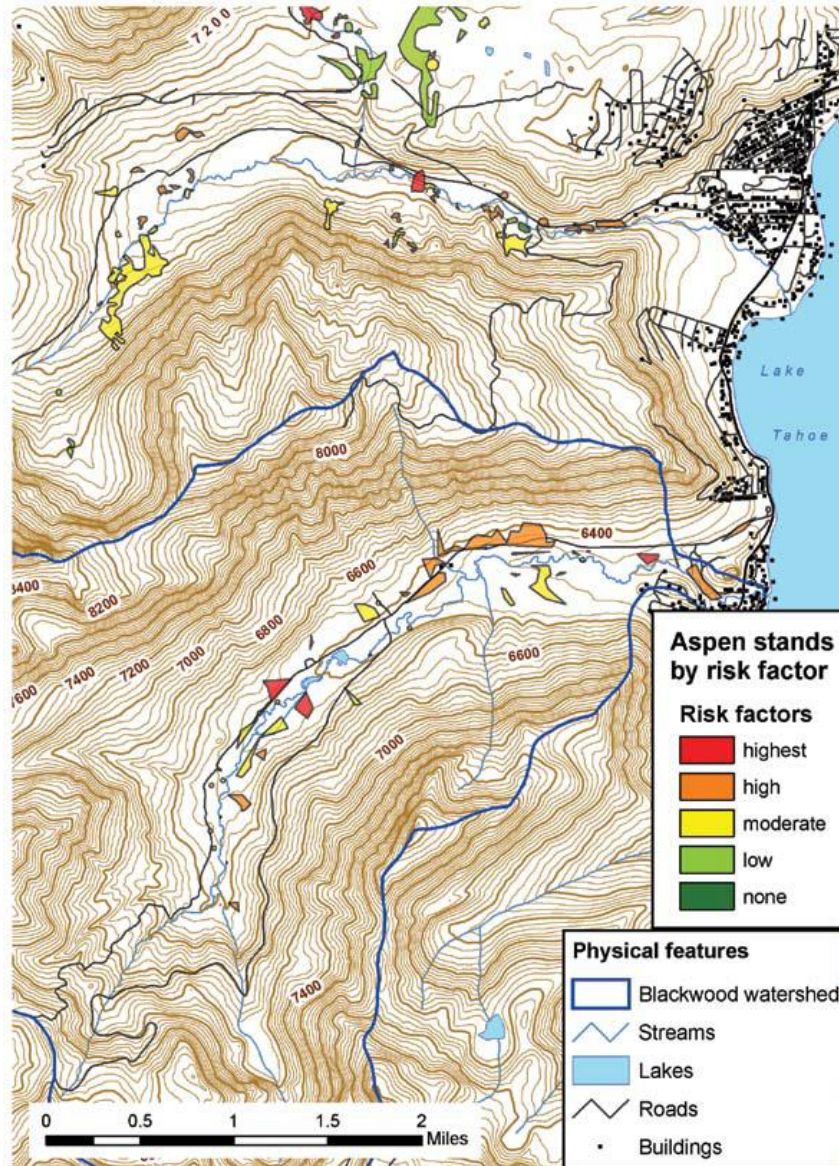 7200
Lake
Tahoe
8000
6400
6600
8400
8200
6800
7000
7200
7400
7600
6600
7000
7400
Aspen stands
by risk factor
Risk factors
highest
high
moderate
low
none
Physical features
Blackwood watershed
Streams
Lakes
Roads
Buildings
0 0.5 1 1.5 2
Miles